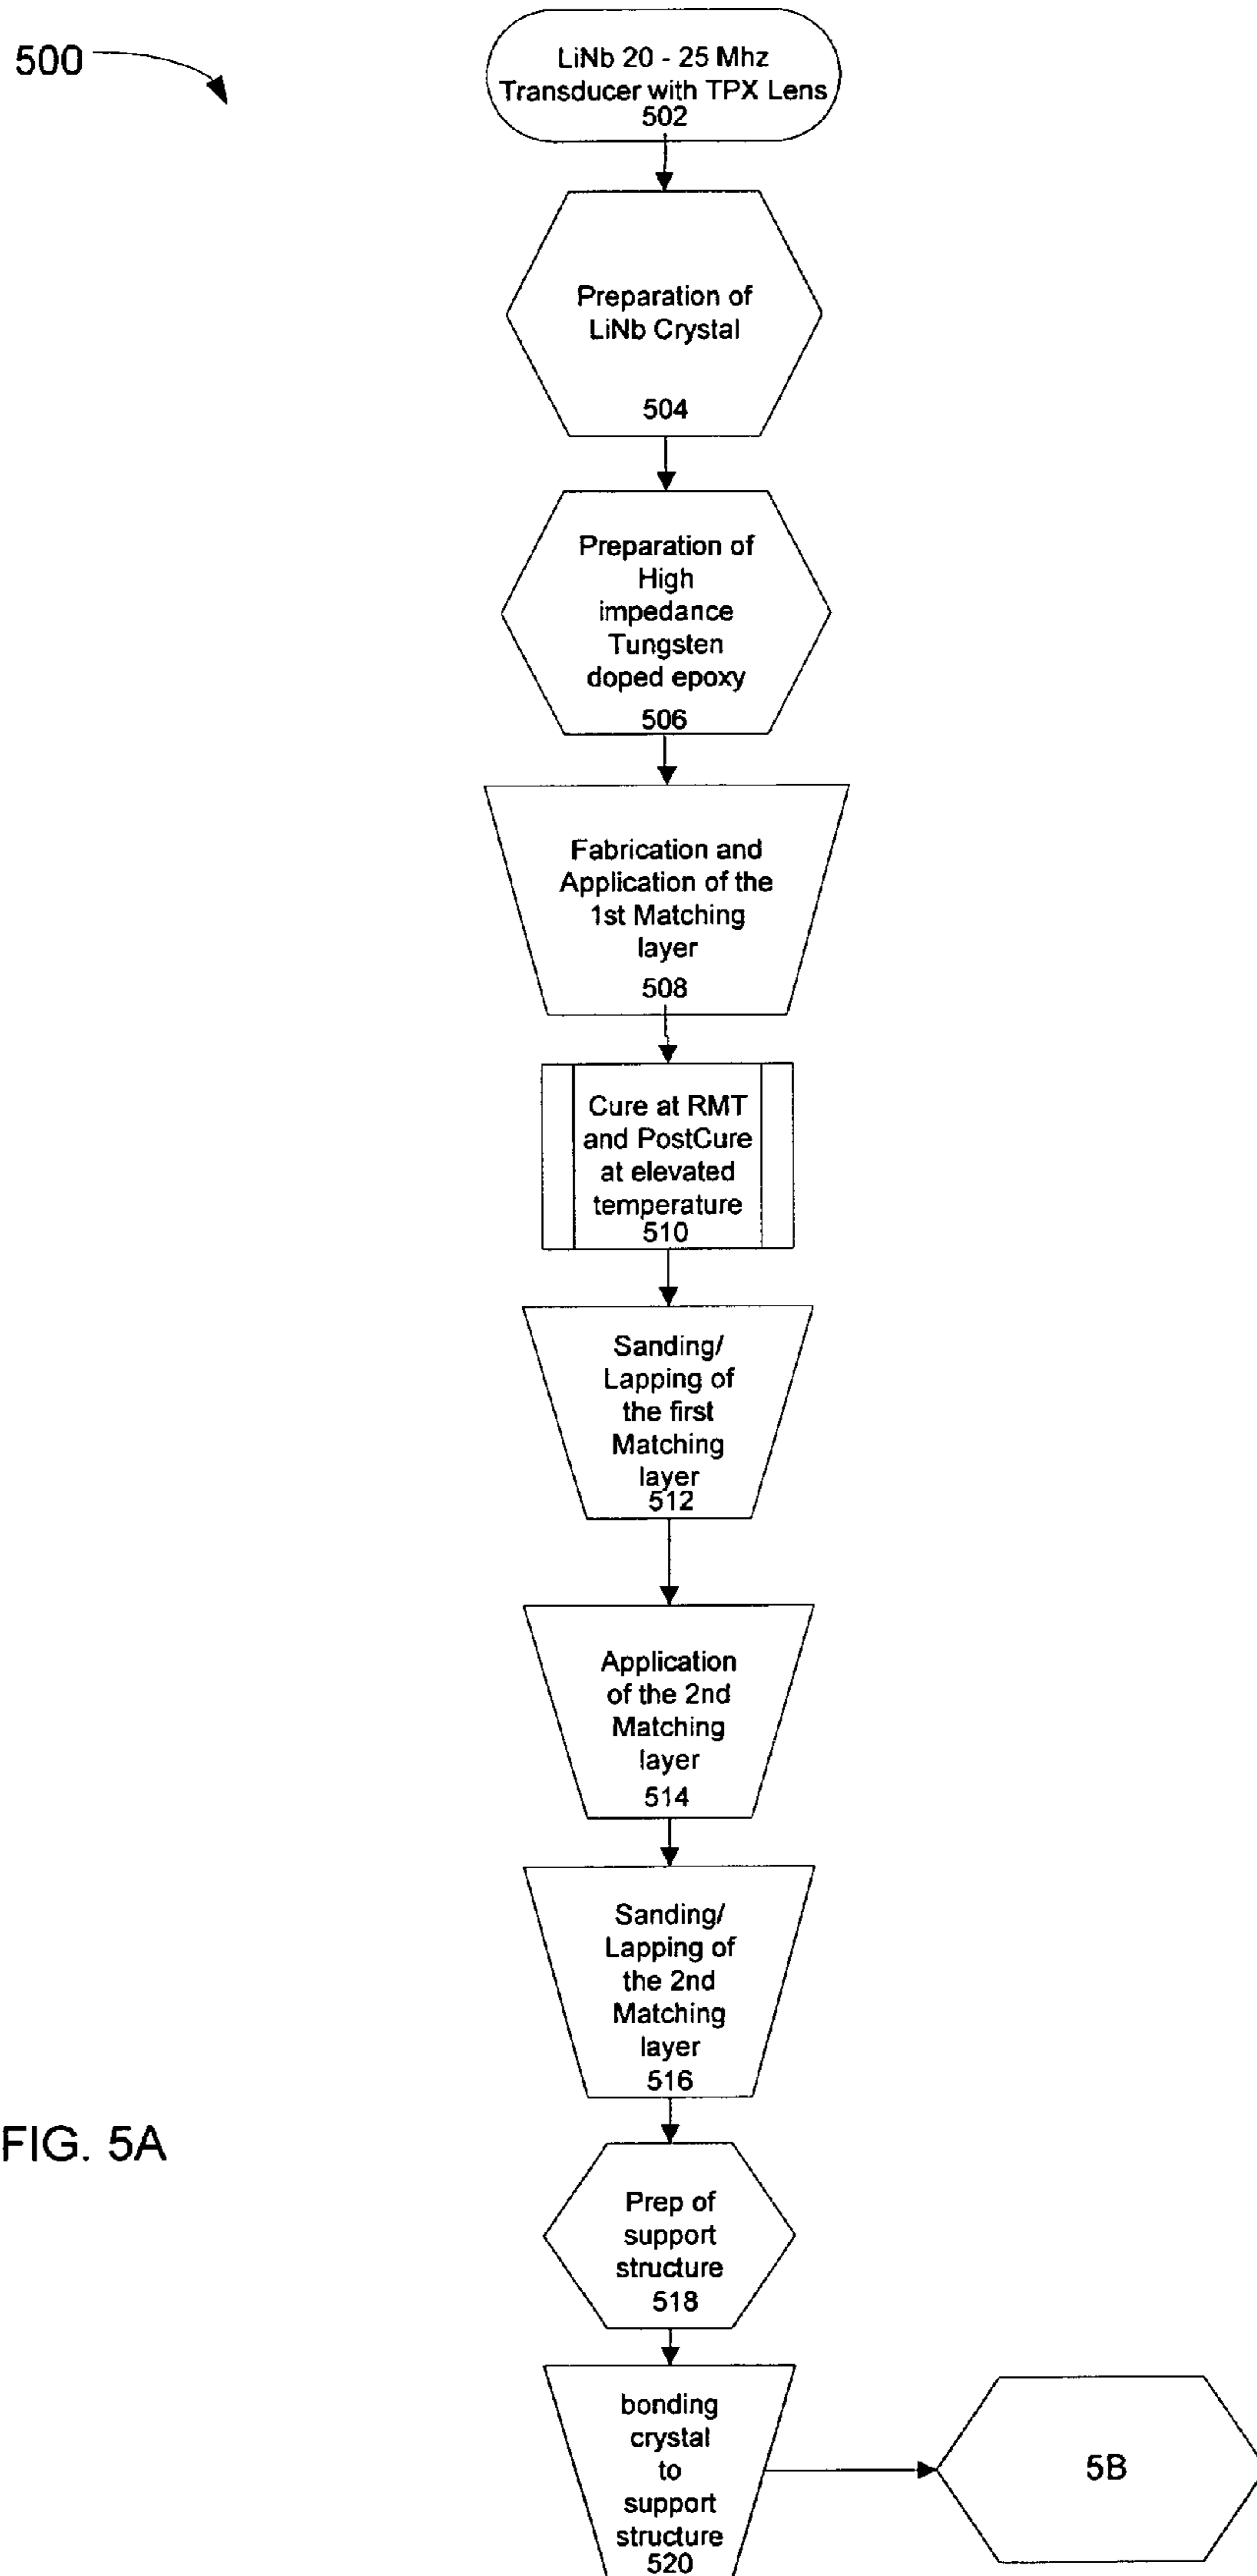 500
LiNb 20 - 25 Mhz
Transducer with TPX Lens
502
Preparation of
LiNb Crystal
504
Preparation of
High
impedance
Tungsten
doped epoxy
506
Fabrication and
Application of the
1st Matching
layer
508
Cure at RMT
and PostCure
at elevated
temperature
510
Sanding/
Lapping of
the first
Matching
layer
512
Application
of the 2nd
Matching
layer
514
Sanding/
Lapping of
the 2nd
Matching
layer
516
FIG. 5A
Prep of
support
structure
518
bonding
crystal
to
support
structure
520
5B